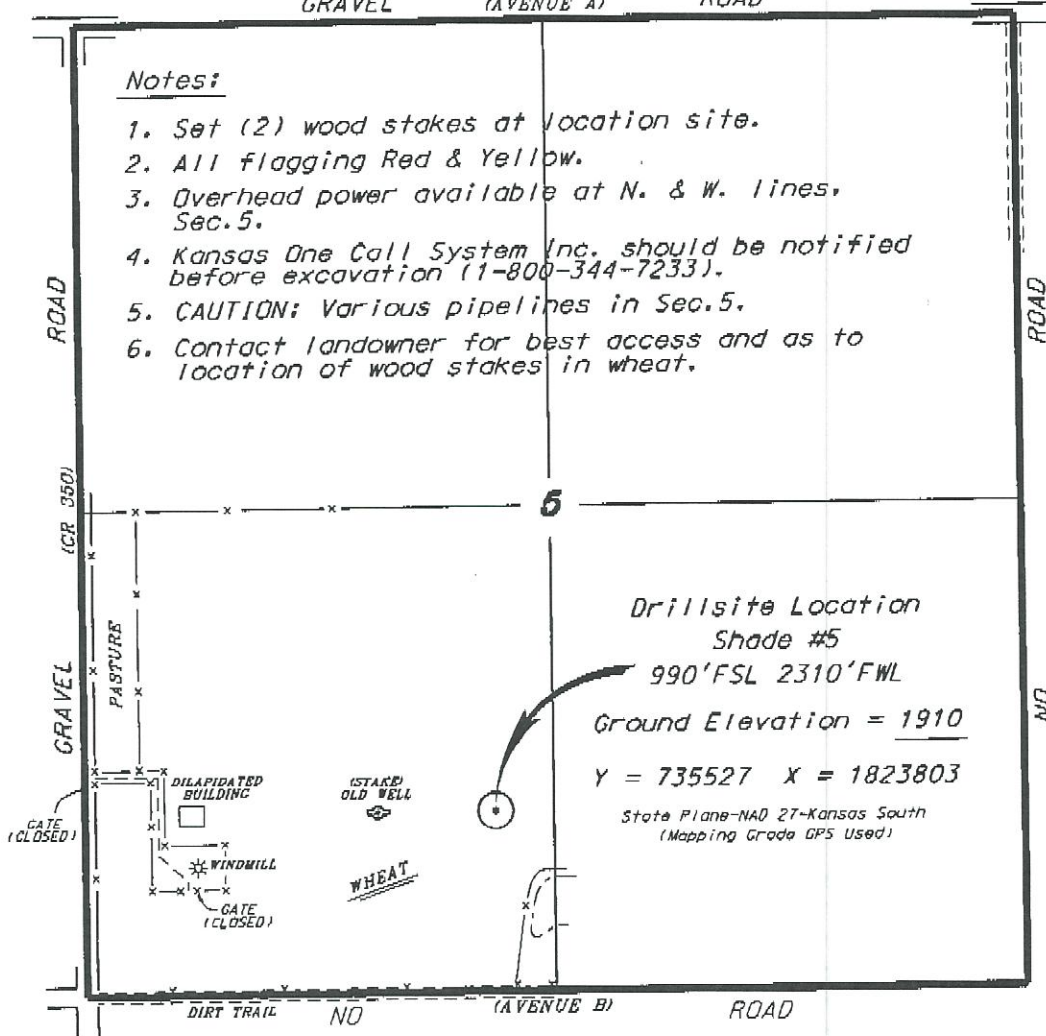 GRAVEL (AVENUE A) ROAD
Notes:
1. Set (2) wood stakes at location site.
2. All flagging Red & Yellow.
3. Overhead power available at N. & W. lines,
Sec.5.
4. Kansas One Call System Inc. should be notified
before excavation (1-800-344-7233).
5. CAUTION: Various pipelines in Sec.5.
6. Contact landowner for best access and as to
location of wood stakes in wheat.
ROAD
ROAD
(CR 350)
5
Drillsite Location
Shade #5
990'FSL 2310'FWL
Ground Elevation = 1910
Y = 735527 X = 1823803
State Plane-NAD 27-Kansas South
(Mapping Grade GPS Used)
PASTURE
GRAVEL
NO
DILAPIDATED
BUILDING
(STAKE)
OLD WELL
GATE
(CLOSED)
WINDMILL
WHEAT
GATE
(CLOSED)
DIRT TRAIL NO (AVENUE B) ROAD